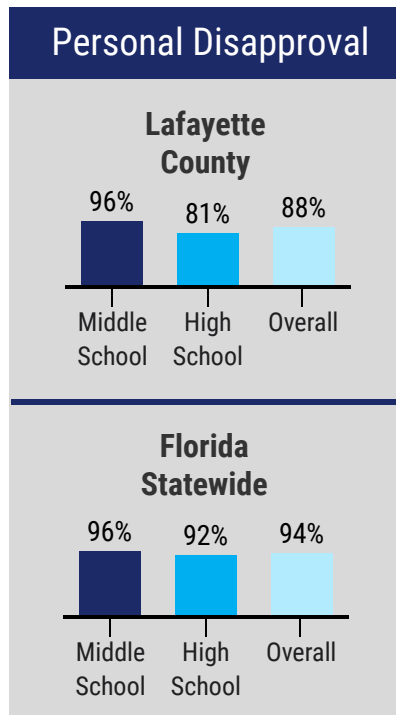 Personal Disapproval
Lafayette
County
96% 81% 88%
Middle High Overall
School School
Florida
Statewide
96% 92% 94%
Middle High Overall
School School